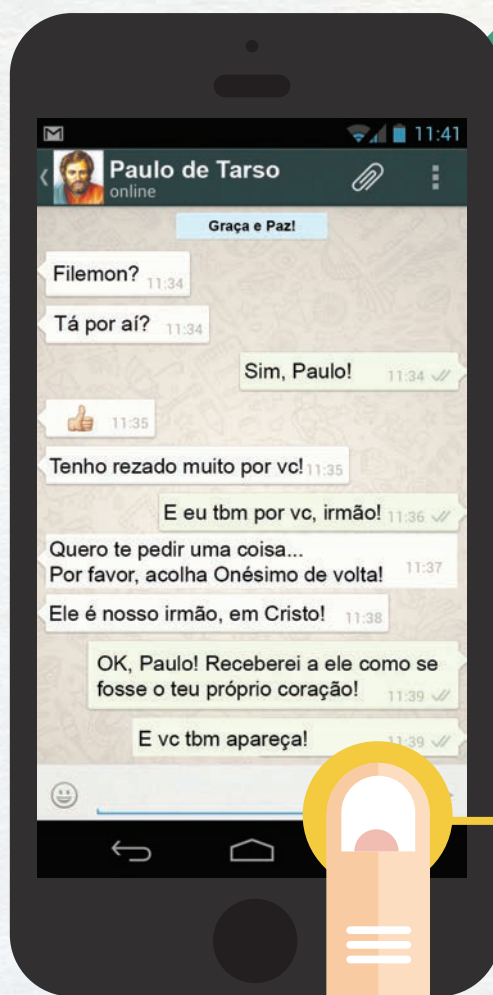 11:41
Paulo de Tarso
online
Graça e Paz!
Filemon? 11:34
Tá por aí? 11:34
Sim, Paulo! 11:34
11:35
Tenho rezado muito por vc! 11:35
E eu tbm por vc, irmão! 11:36
Quero te pedir uma coisa...
Por favor, acolha Onésimo de volta! 11:37
Ele é nosso irmão, em Cristo! 11:38
OK, Paulo! Receberei a ele como se
fosse o teu próprio coração! 11:39
E vc tbm apareça! 11:39